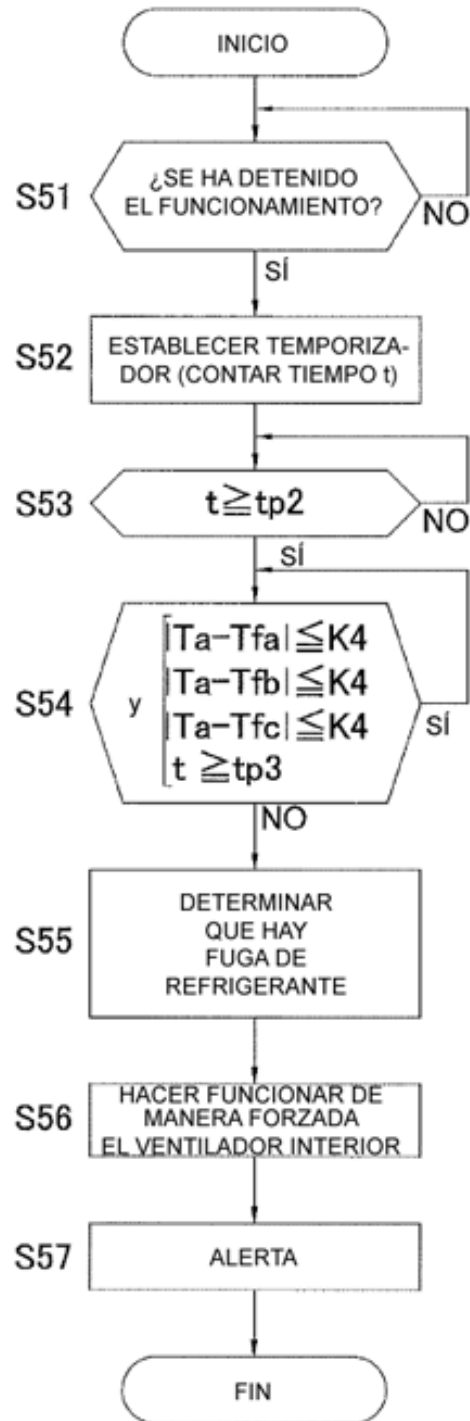 INICIO
S51
¿SE HA DETENIDO
EL FUNCIONAMIENTO?
NO
SÍ
S52
ESTABLECER TEMPORIZA-
DOR (CONTAR TIEMPO t)
S53
t≧tp2
NO
SÍ
S54
y
|Ta-Tfa|≦K4
|Ta-Tfb|≦K4
|Ta-Tfc|≦K4
t ≧tp3
SÍ
NO
S55
DETERMINAR
QUE HAY
FUGA DE
REFRIGERANTE
S56
HACER FUNCIONAR DE
MANERA FORZADA
EL VENTILADOR INTERIOR
S57
ALERTA
FIN